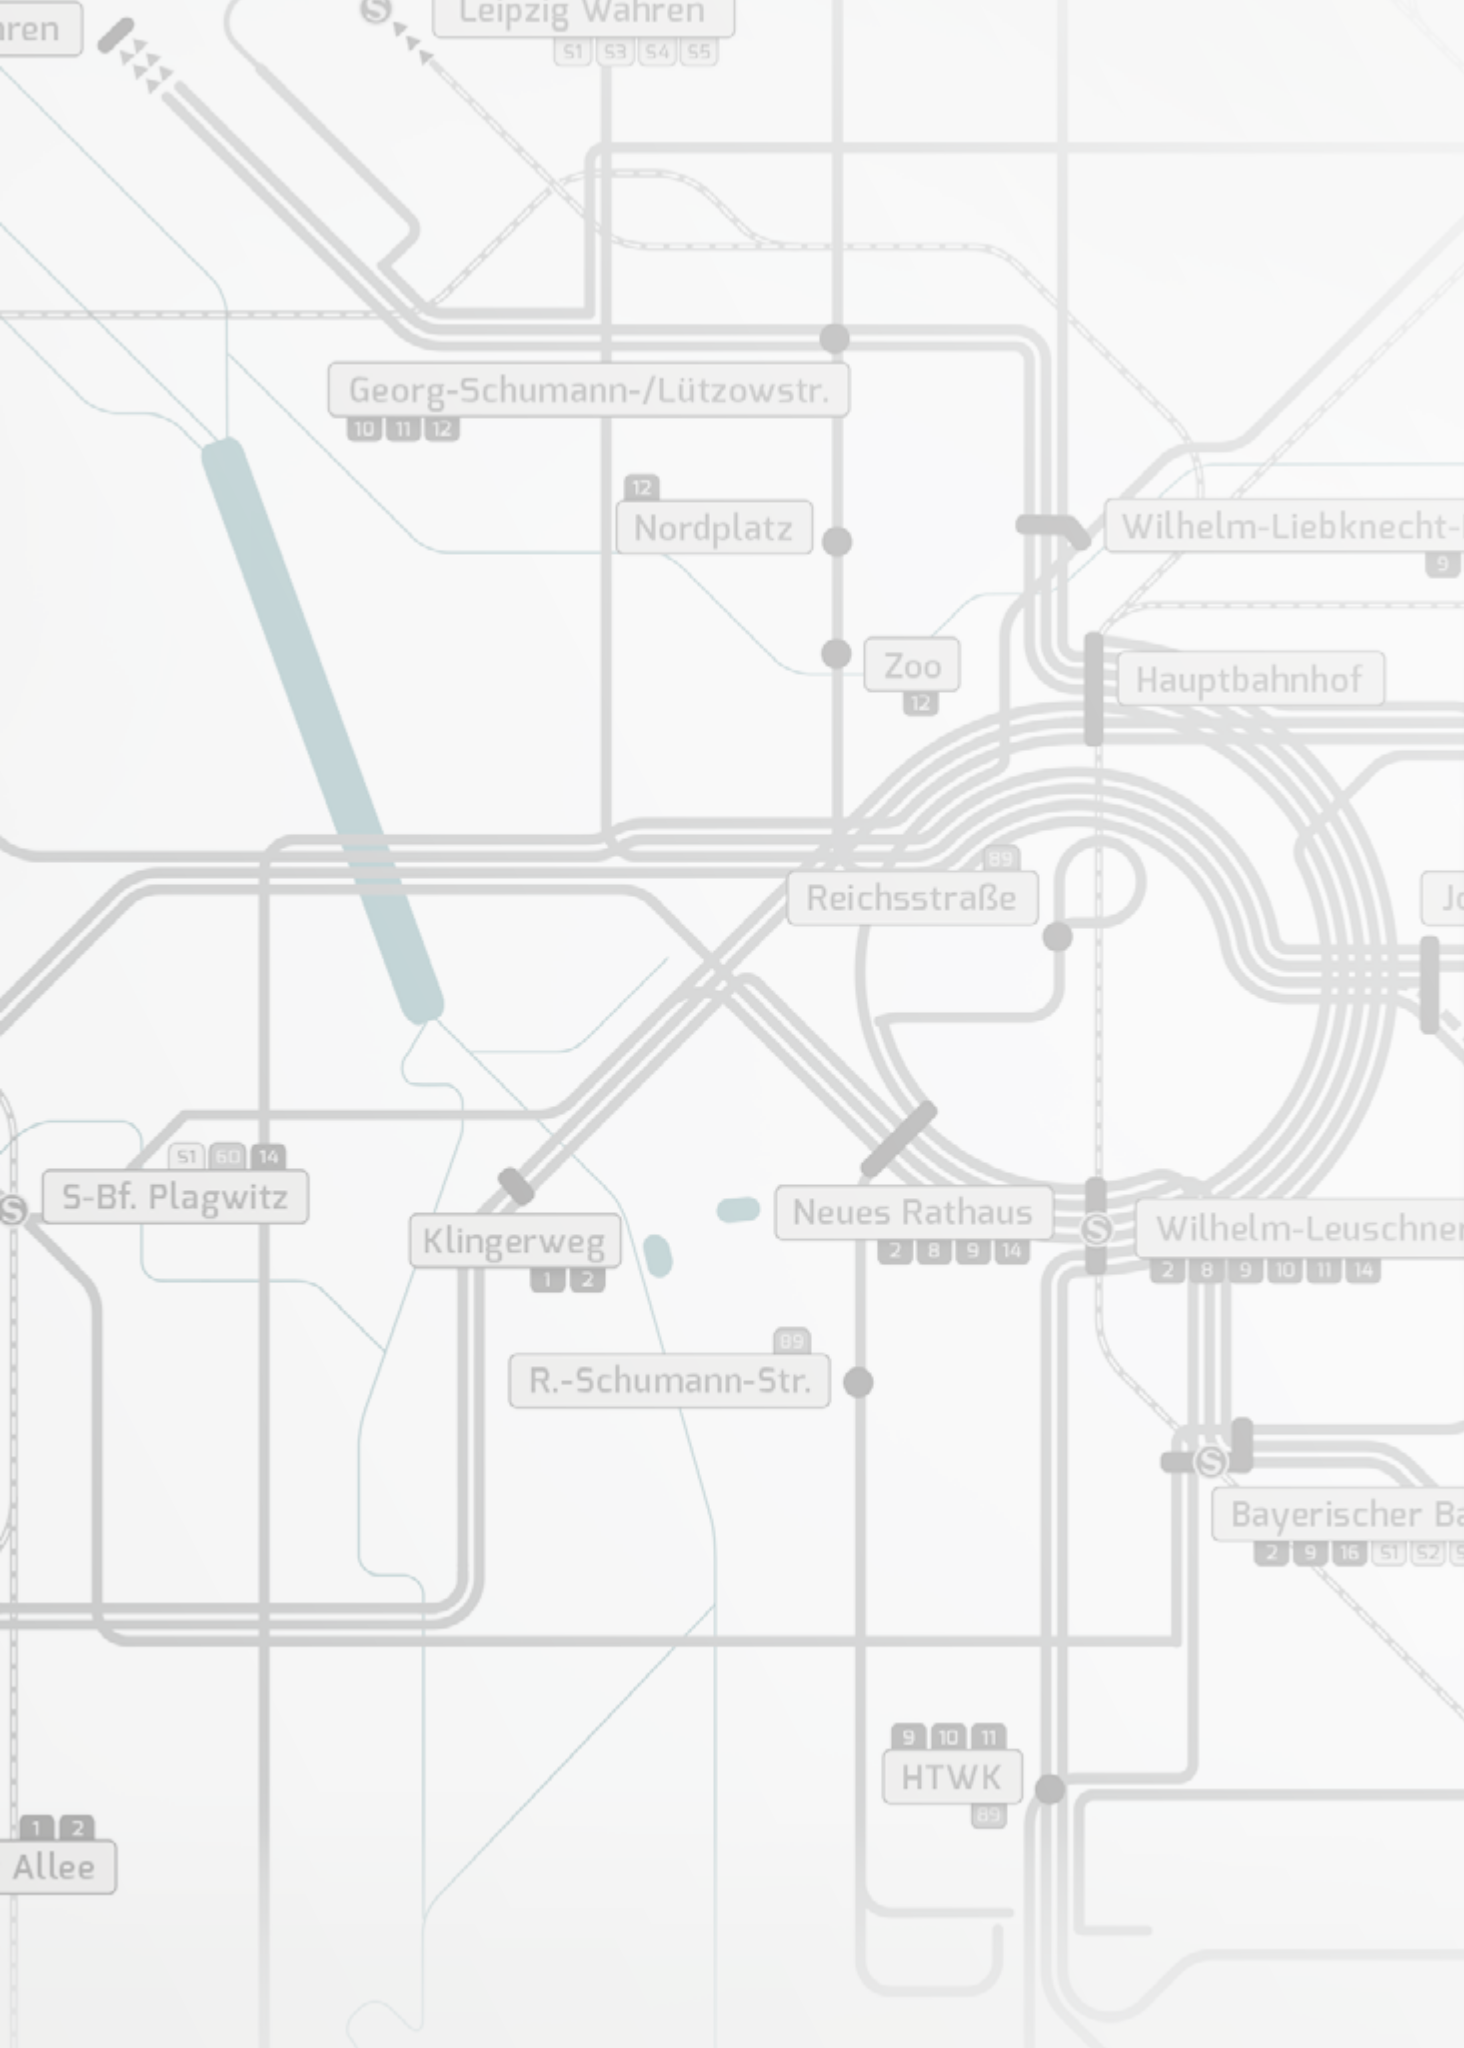 Leipzig Wahren
S1 S3 S4 S5
Georg-Schumann-/Lützowstr.
10 11 12
12
Nordplatz
Wilhelm-Liebknecht-
9
Zoo
12
Hauptbahnhof
89
Reichsstraße
S1 60 14
S-Bf. Plagwitz
S
Klingerweg
1 2
Neues Rathaus
2 8 9 14
S
Wilhelm-Leuschner
2 8 9 10 11 14
89
R.-Schumann-Str.
S
Bayerischer
2 9 16 S1 S2
9 10 11
HTWK
89
1 2
Allee